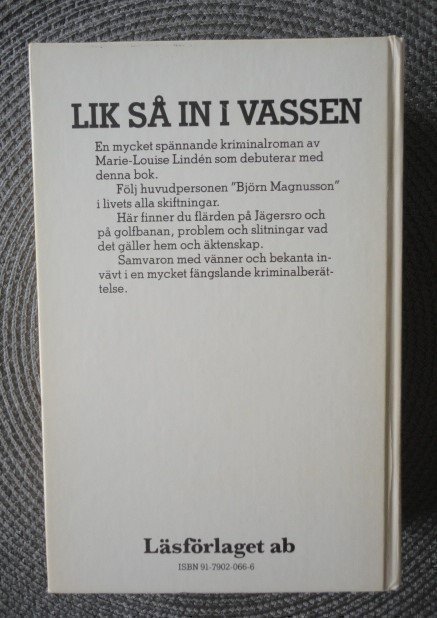 LIK SÅ IN I VASSEN
En mycket spännande kriminalroman av
Marie-Louise Lindén som debuterar med
denna bok.
Följ huvudpersonen "Björn Magnusson"
i livets alla skiftningar.
Här finner du flärden på Jägersro och
på golfbanan, problem och slitningar vad
det gäller hem och äktenskap.
Samvaron med vänner och bekanta in-
vävt i en mycket fängslande kriminalberät-
telse.
Läsförlaget ab
ISBN 91-7902-066-6